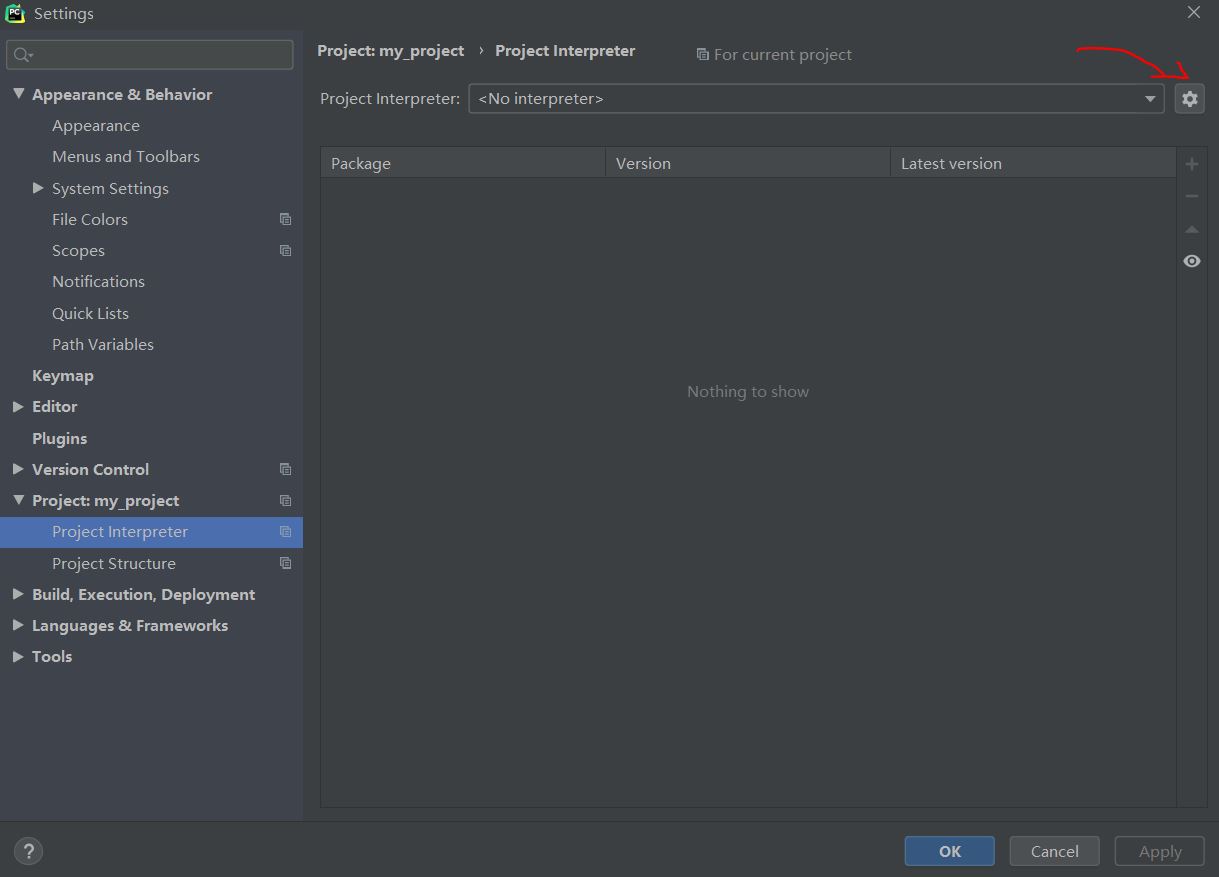 PC
Settings
Appearance & Behavior
Appearance
Menus and Toolbars
System Settings
File Colors
Scopes
Notifications
Quick Lists
Path Variables
Keymap
Editor
Plugins
Version Control
Project: my_project
Project Interpreter
Project Structure
Build, Execution, Deployment
Languages & Frameworks
Tools
Project: my_project › Project Interpreter For current project
Project Interpreter: <No interpreter>
Package Version Latest version
Nothing to show
? OK Cancel Apply